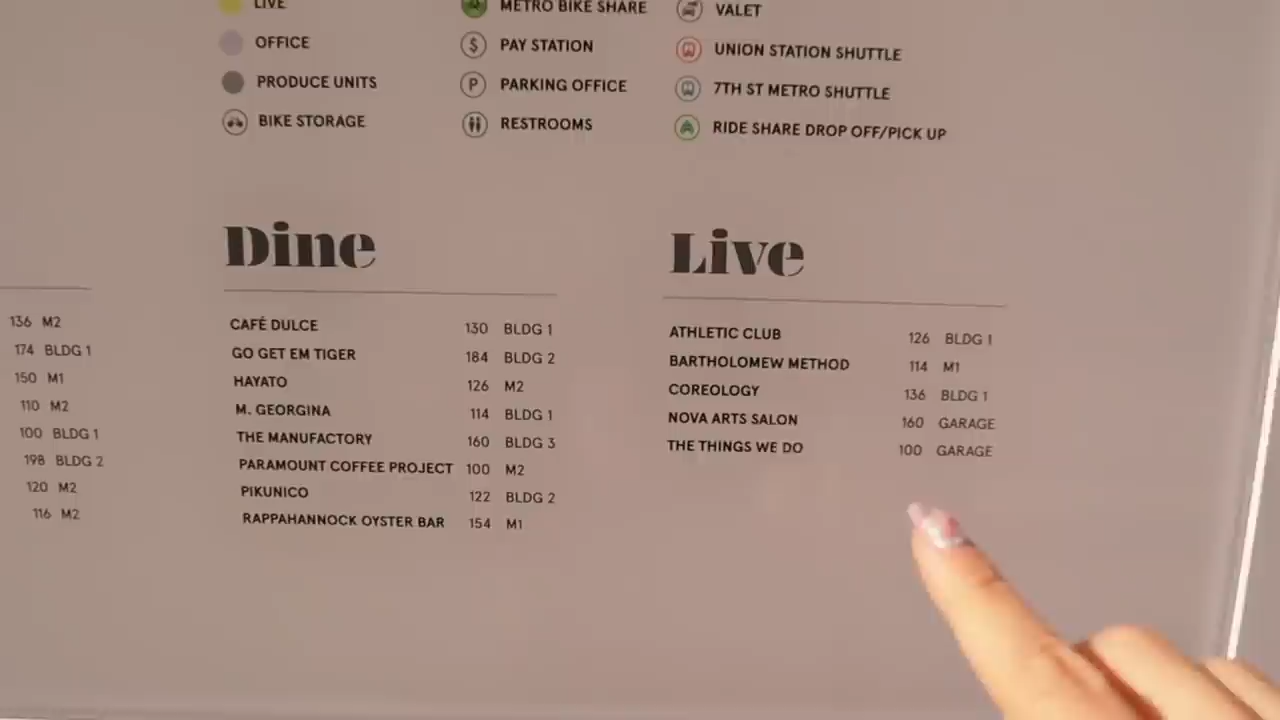 LIVE
OFFICE
PRODUCE UNITS
BIKE STORAGE
METRO BIKE SHARE
$ PAY STATION
P PARKING OFFICE
RESTROOMS
VALET
UNION STATION SHUTTLE
7TH ST METRO SHUTTLE
RIDE SHARE DROP OFF/PICK UP
136 M2
174 BLDG 1
150 M1
110 M2
100 BLDG 1
198 BLDG 2
120 M2
116 M2
Dine
CAFÉ DULCE 130 BLDG 1
GO GET EM TIGER 184 BLDG 2
HAYATO 126 M2
M. GEORGINA 114 BLDG 1
THE MANUFACTORY 160 BLDG 3
PARAMOUNT COFFEE PROJECT 100 M2
PIKUNICO 122 BLDG 2
RAPPAHANNOCK OYSTER BAR 154 M1
Live
ATHLETIC CLUB 126 BLDG 1
BARTHOLOMEW METHOD 114 M1
COREOLOGY 136 BLDG 1
NOVA ARTS SALON 160 GARAGE
THE THINGS WE DO 100 GARAGE